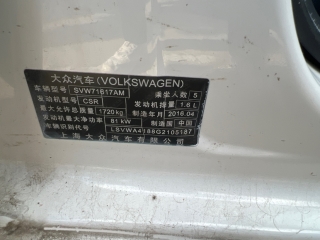 大众汽车(VOLKSWAGEN)
车辆型号 SVW71617AM 乘坐人数 5
发动机型号 CSR 发动机排量 1.6 L
最大允许总质量 1720kg 制造年月 2016.04
发动机最大净功率 81 kW 制造国 中国
车辆识别代号 LSVWA4188G2105187
上海大众汽车有限公司